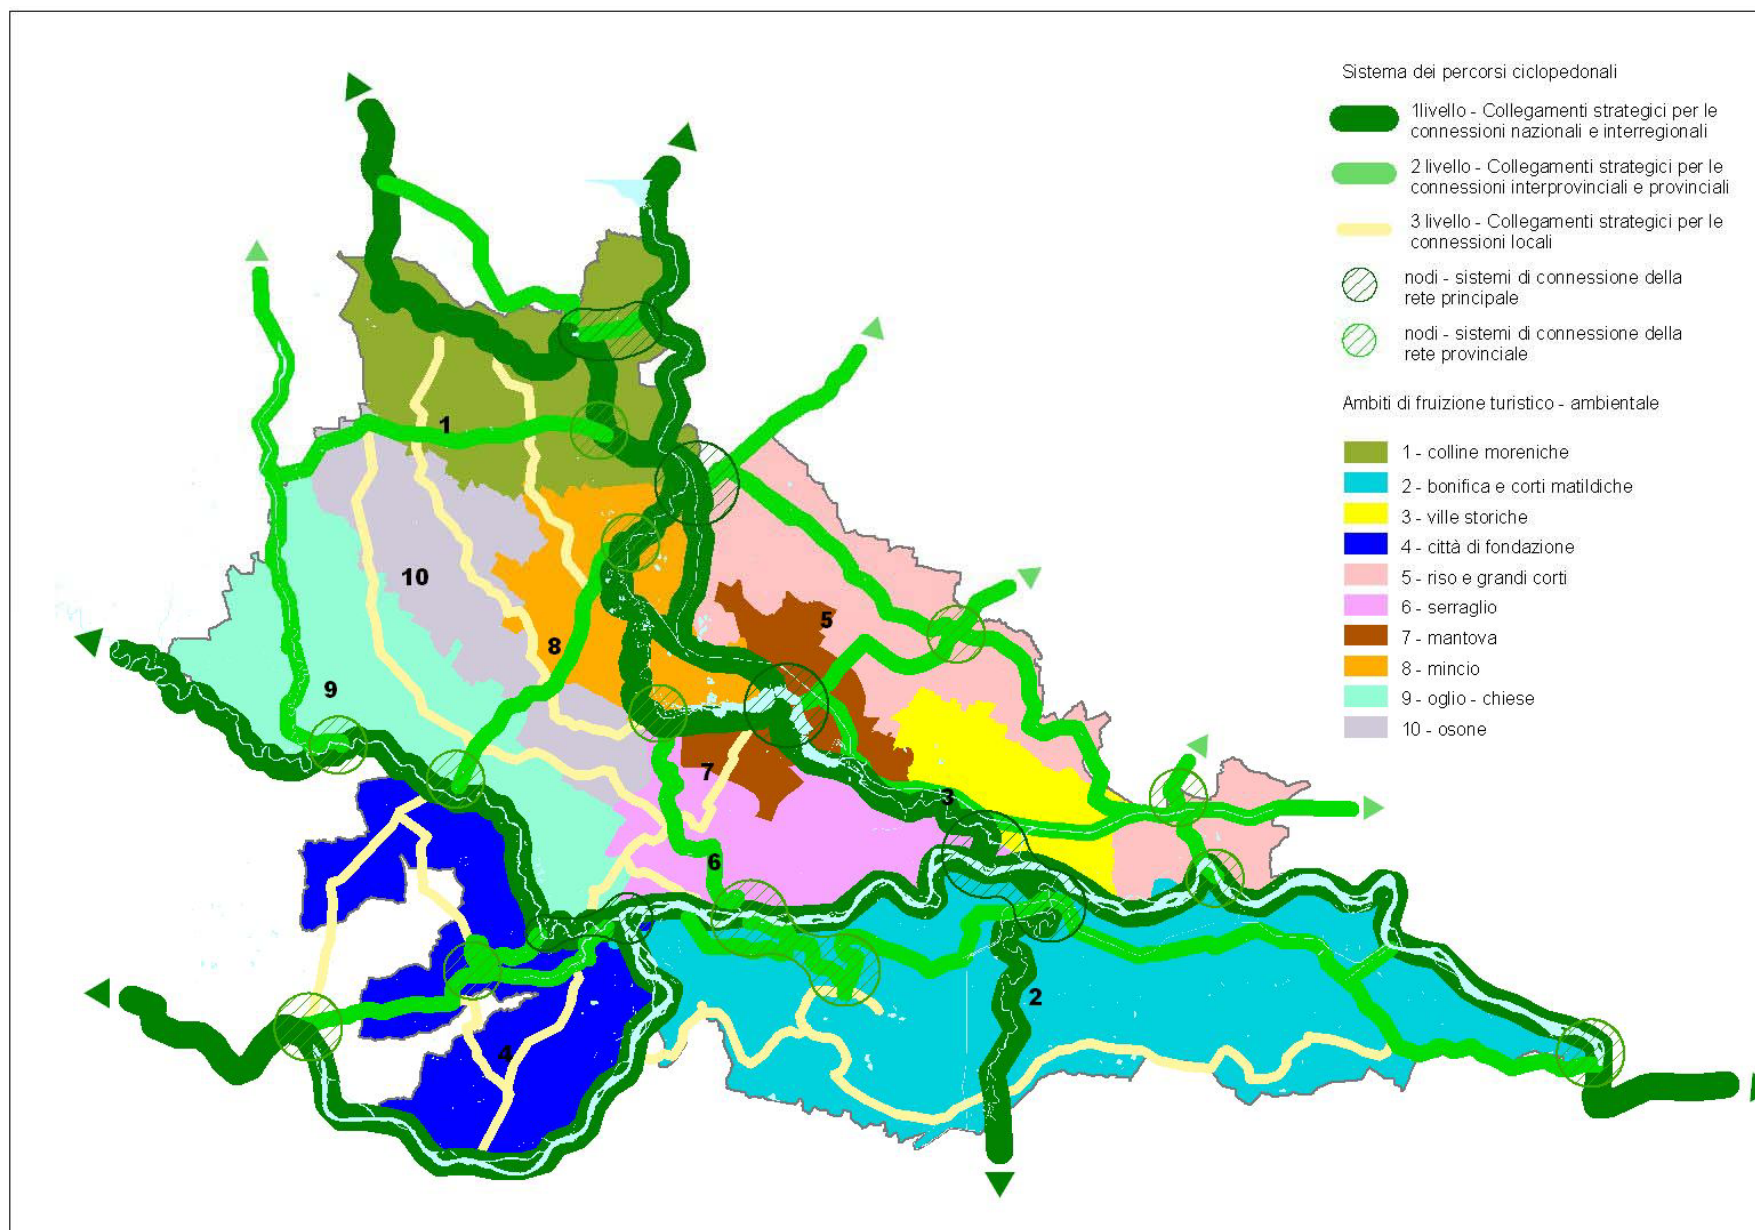 Sistema dei percorsi ciclopedonali
1livello - Collegamenti strategici per le
connessioni nazionali e interregionali
2 livello - Collegamenti strategici per le
connessioni interprovinciali e provinciali
3 livello - Collegamenti strategici per le
connessioni locali
nodi - sistemi di connessione della
rete principale
nodi - sistemi di connessione della
rete provinciale
Ambiti di fruizione turistico - ambientale
1 - colline moreniche
2 - bonifica e corti matildiche
3 - ville storiche
4 - città di fondazione
5 - riso e grandi corti
6 - serraglio
7 - mantova
8 - mincio
9 - oglio - chiese
10 - osone
1
10
5
8
9
7
3
6
2
4